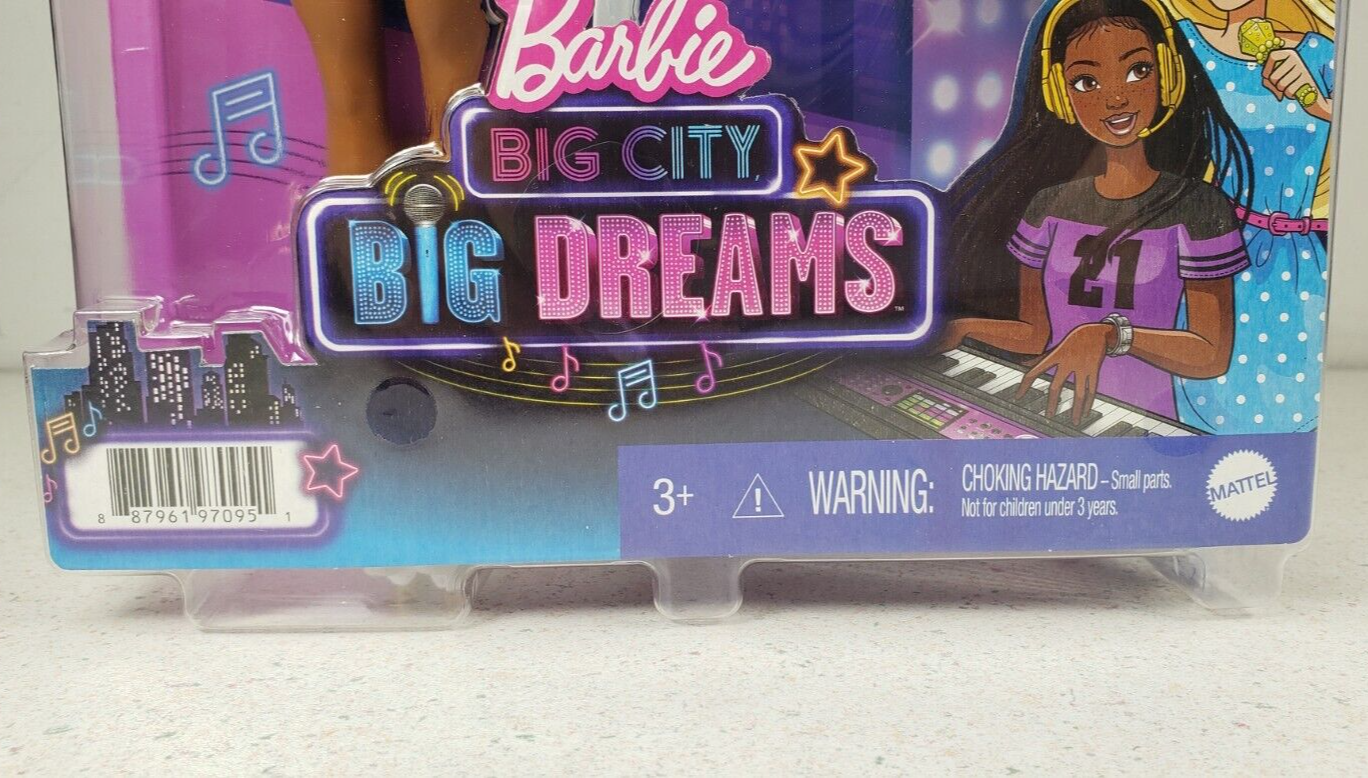 Barbie
BIG CITY,
BIG DREAMS™
21
3+
WARNING:
CHOKING HAZARD – Small parts.
Not for children under 3 years.
MATTEL
8 87961 97095 1